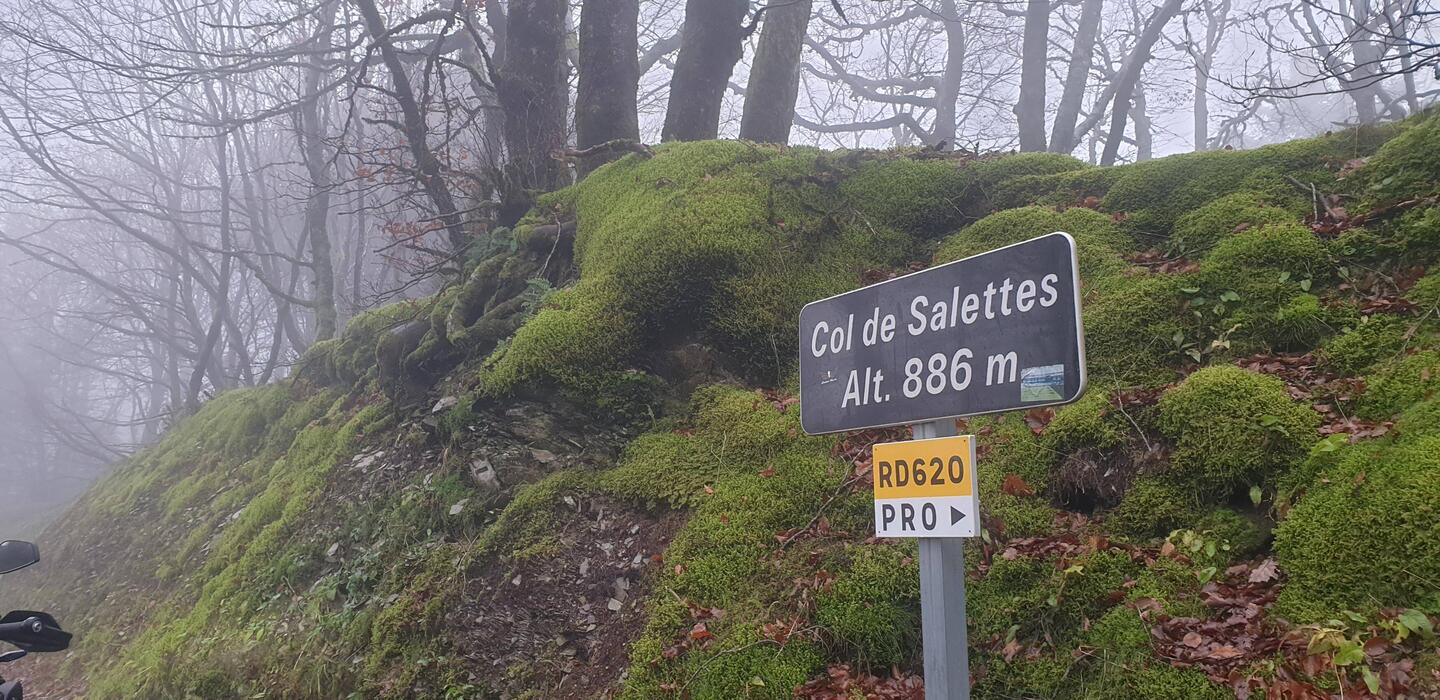 Col de Salettes
Alt. 886 m
RD620
PRO